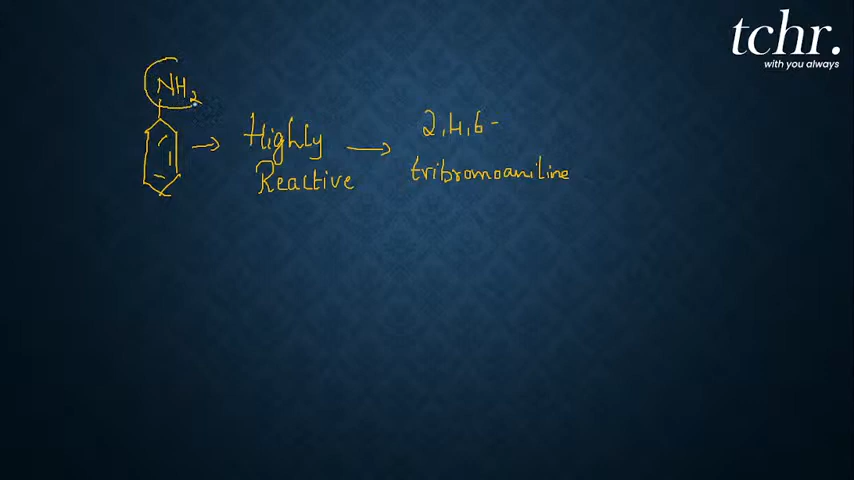 tchr.
with you always
NH2
Highly
Reactive
2,4,6-
tribromoaniline